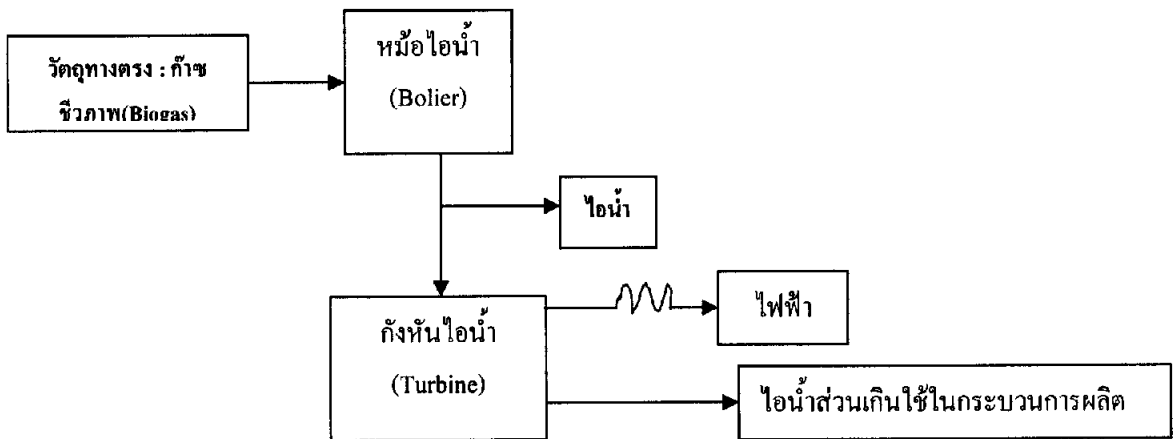 วัตถุทางตรง : ก๊าซ
ชีวภาพ(Biogas)
หม้อไอน้ำ
(Bolier)
ไอน้ำ
กังหันไอน้ำ
(Turbine)
ไฟฟ้า
ไอน้ำส่วนเกินใช้ในกระบวนการผลิต